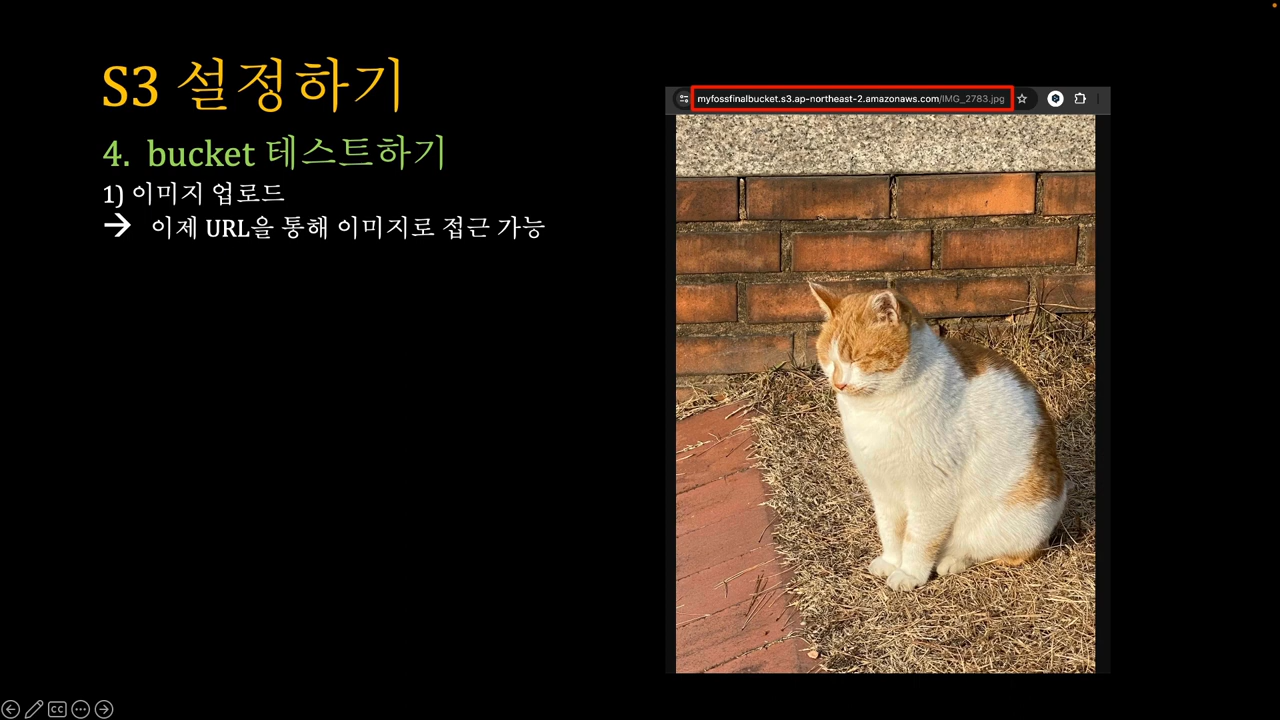 S3 설정하기
4. bucket 테스트하기
1) 이미지 업로드
→ 이제 URL을 통해 이미지로 접근 가능
myfossfinalbucket.s3.ap-northeast-2.amazonaws.com/IMG_2783.jpg
CC